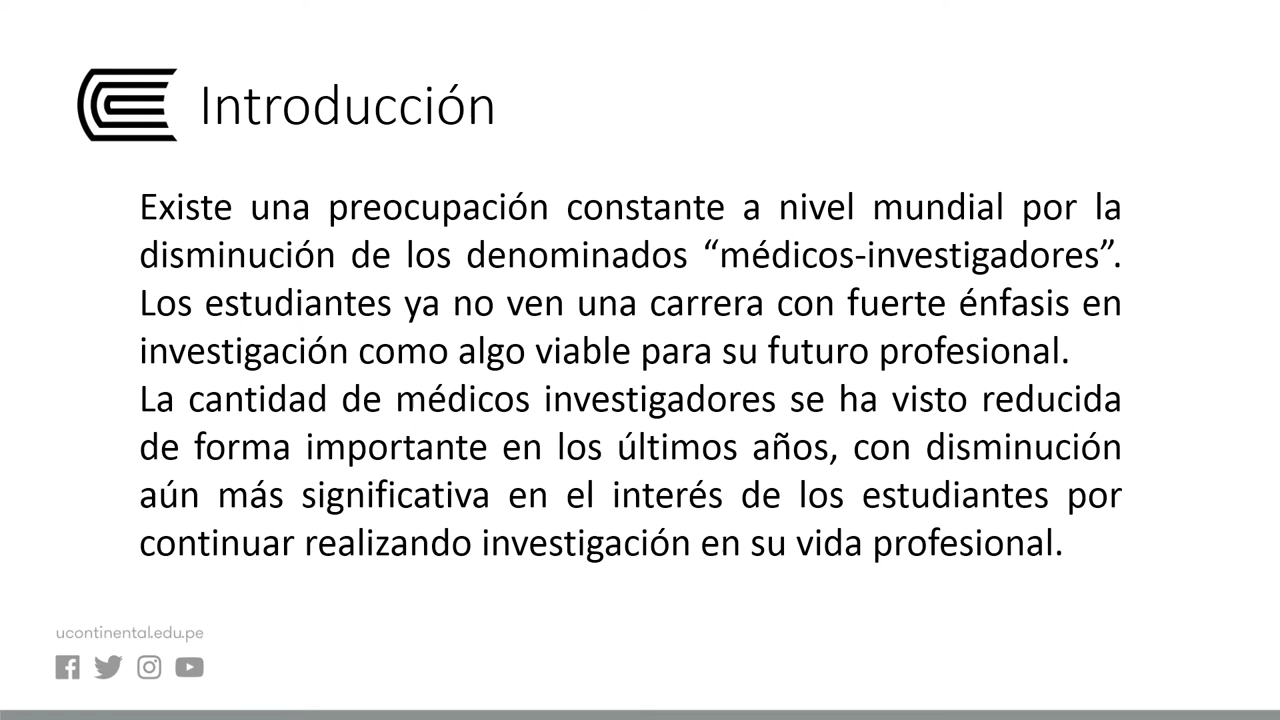 Introducción
Existe una preocupación constante a nivel mundial por la
disminución de los denominados “médicos-investigadores”.
Los estudiantes ya no ven una carrera con fuerte énfasis en
investigación como algo viable para su futuro profesional.
La cantidad de médicos investigadores se ha visto reducida
de forma importante en los últimos años, con disminución
aún más significativa en el interés de los estudiantes por
continuar realizando investigación en su vida profesional.
ucontinental.edu.pe